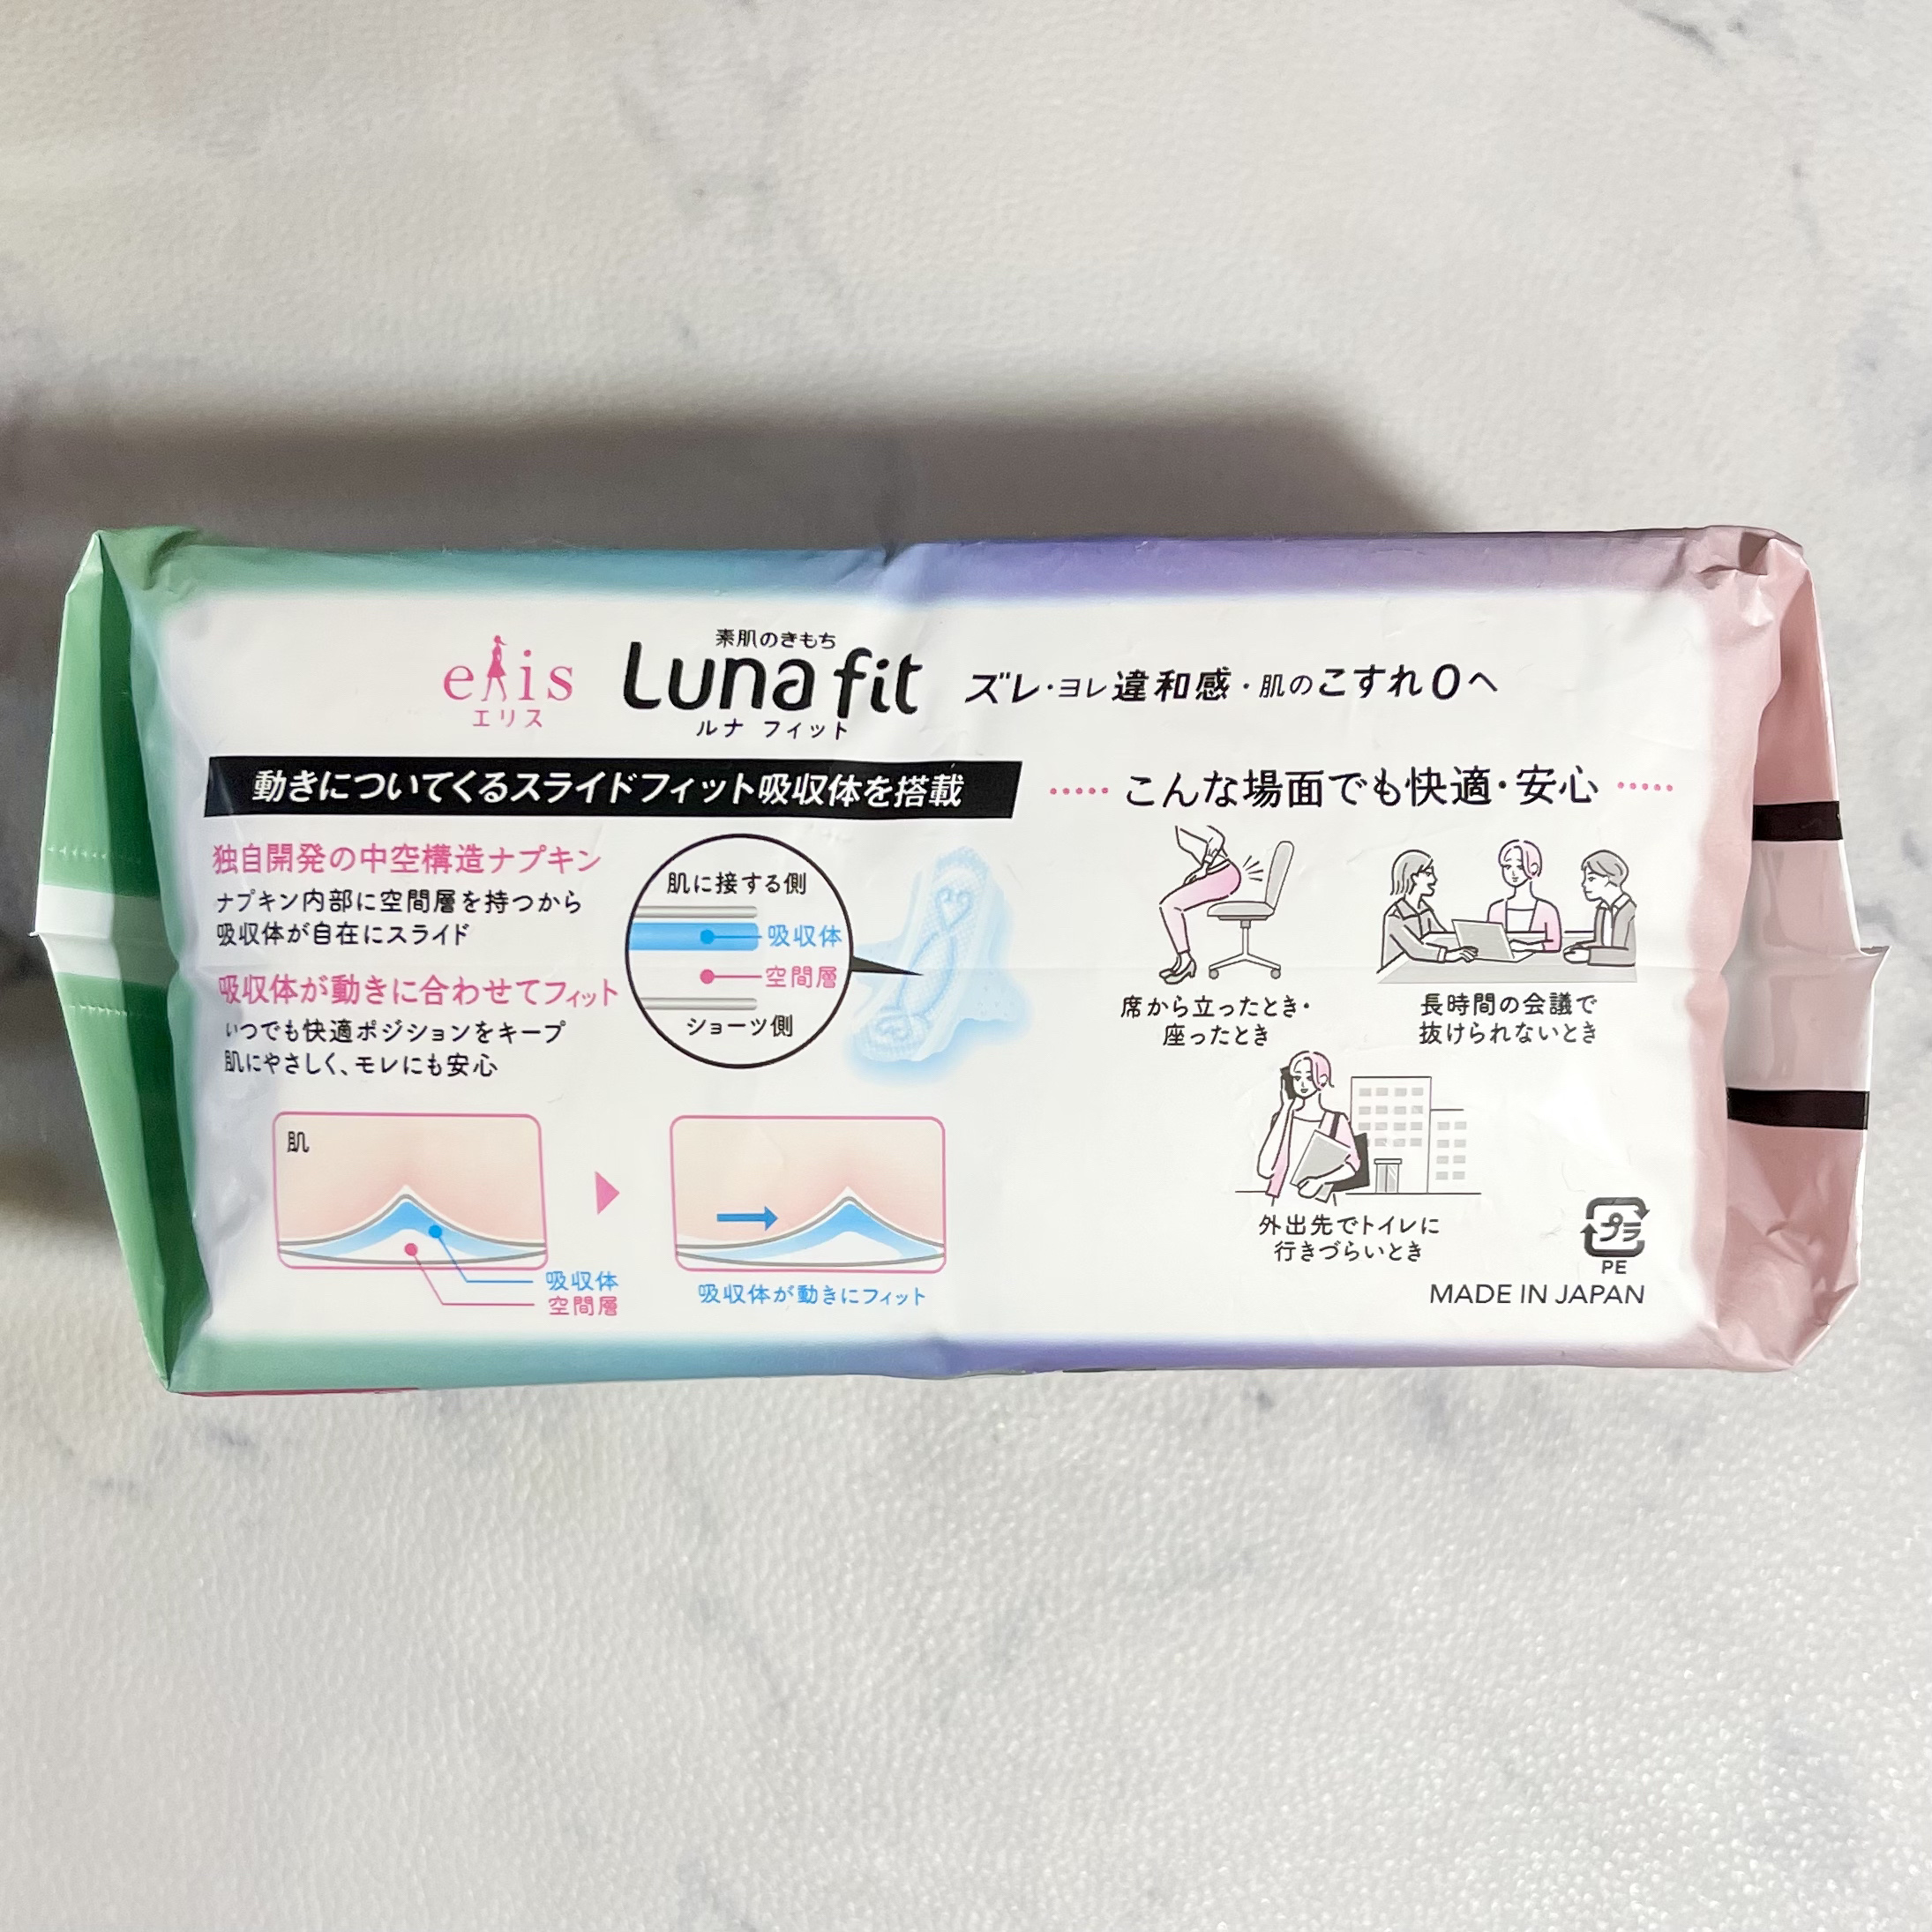 elis
エリス
素肌のきもち
Luna fit
ルナ フィット
ズレ・ヨレ違和感・肌のこすれ0へ
動きについてくるスライドフィット吸収体を搭載
独自開発の中空構造ナプキン
ナプキン内部に空間層を持つから
吸収体が自在にスライド
吸収体が動きに合わせてフィット
いつでも快適ポジションをキープ
肌にやさしく、モレにも安心
肌に接する側
吸収体
空間層
ショーツ側
肌
吸収体
空間層
吸収体が動きにフィット
こんな場面でも快適・安心
席から立ったとき・
座ったとき
長時間の会議で
抜けられないとき
外出先でトイレに
行きづらいとき
プラ
PE
MADE IN JAPAN